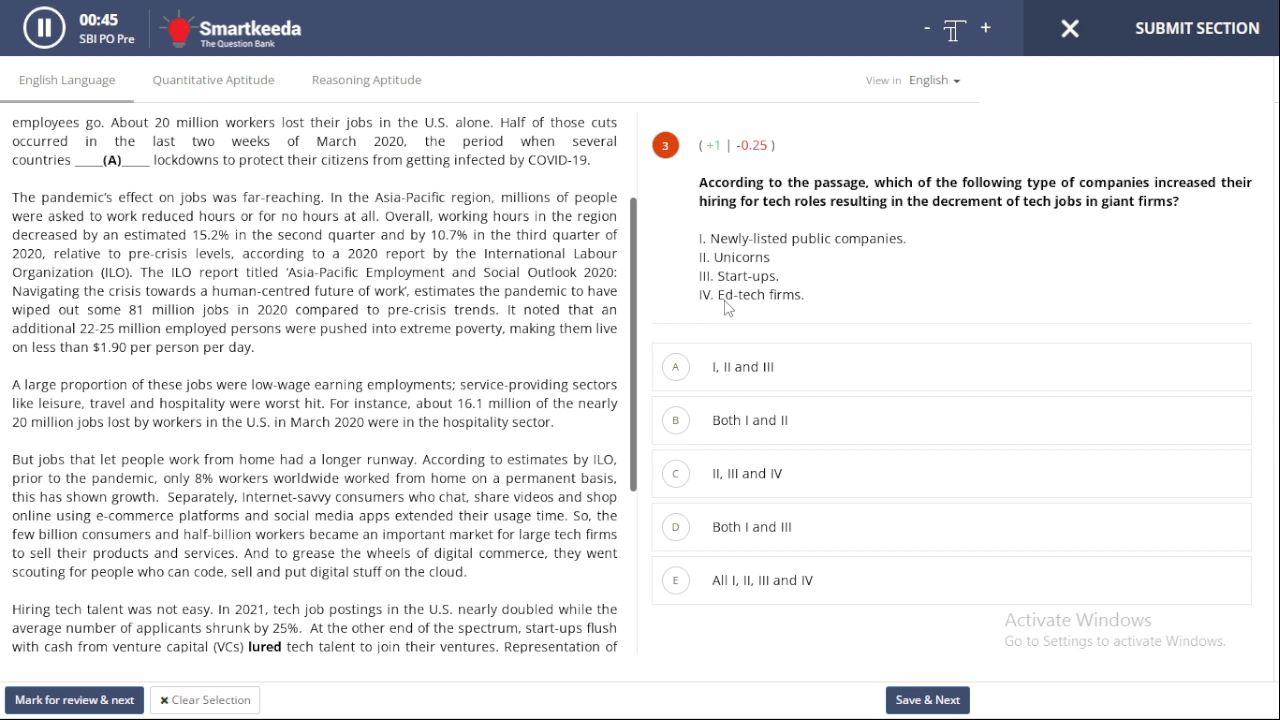 00:45
SBI PO Pre
Smartkeeda
The Question Bank
- T +
SUBMIT SECTION
English Language
Quantitative Aptitude
Reasoning Aptitude
View in English
employees go. About 20 million workers lost their jobs in the U.S. alone. Half of those cuts
occurred in the last two weeks of March 2020, the period when several
countries _____(A)_____ lockdowns to protect their citizens from getting infected by COVID-19.
The pandemic's effect on jobs was far-reaching. In the Asia-Pacific region, millions of people
were asked to work reduced hours or for no hours at all. Overall, working hours in the region
decreased by an estimated 15.2% in the second quarter and by 10.7% in the third quarter of
2020, relative to pre-crisis levels, according to a 2020 report by the International Labour
Organization (ILO). The ILO report titled 'Asia-Pacific Employment and Social Outlook 2020:
Navigating the crisis towards a human-centred future of work', estimates the pandemic to have
wiped out some 81 million jobs in 2020 compared to pre-crisis trends. It noted that an
additional 22-25 million employed persons were pushed into extreme poverty, making them live
on less than $1.90 per person per day.
A large proportion of these jobs were low-wage earning employments; service-providing sectors
like leisure, travel and hospitality were worst hit. For instance, about 16.1 million of the nearly
20 million jobs lost by workers in the U.S. in March 2020 were in the hospitality sector.
But jobs that let people work from home had a longer runway. According to estimates by ILO,
prior to the pandemic, only 8% workers worldwide worked from home on a permanent basis,
this has shown growth. Separately, Internet-savvy consumers who chat, share videos and shop
online using e-commerce platforms and social media apps extended their usage time. So, the
few billion consumers and half-billion workers became an important market for large tech firms
to sell their products and services. And to grease the wheels of digital commerce, they went
scouting for people who can code, sell and put digital stuff on the cloud.
Hiring tech talent was not easy. In 2021, tech job postings in the U.S. nearly doubled while the
average number of applicants shrunk by 25%. At the other end of the spectrum, start-ups flush
with cash from venture capital (VCs) lured tech talent to join their ventures. Representation of
3
( +1 | -0.25 )
According to the passage, which of the following type of companies increased their
hiring for tech roles resulting in the decrement of tech jobs in giant firms?
I. Newly-listed public companies.
II. Unicorns
III. Start-ups.
IV. Ed-tech firms.
A I, II and III
B Both I and II
C II, III and IV
D Both I and III
E All I, II, III and IV
Activate Windows
Go to Settings to activate Windows.
Mark for review & next
Clear Selection
Save & Next